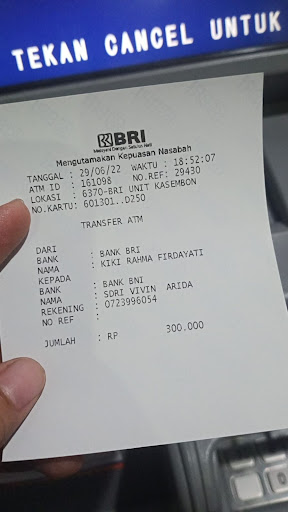 TEKAN CANCEL UNTUK
BRI
Melayani Dengan Setulus Hati
Mengutamakan Kepuasan Nasabah
TANGGAL : 29/06/22 WAKTU : 18:52:07
ATM ID : 161098 NO.REF: 29430
LOKASI : 6370-BRI UNIT KASEMBON
NO.KARTU: 601301..D250
TRANSFER ATM
DARI
BANK : BANK BRI
NAMA : KIKI RAHMA FIRDAYATI
KEPADA
BANK : BANK BNI
NAMA : SDRI VIVIN ARIDA
REKENING : 0723996054
NO REF :
JUMLAH : RP 300.000